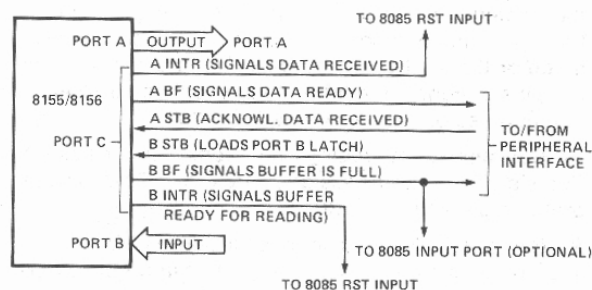 TO 8085 RST INPUT
PORT A
OUTPUT
PORT A
A INTR (SIGNALS DATA RECEIVED)
8155/8156
A BF (SIGNALS DATA READY)
A STB (ACKNOWL. DATA RECEIVED)
PORT C
B STB (LOADS PORT B LATCH)
TO/FROM
PERIPHERAL
INTERFACE
B BF (SIGNALS BUFFER IS FULL)
B INTR (SIGNALS BUFFER
READY FOR READING)
PORT B
INPUT
TO 8085 INPUT PORT (OPTIONAL)
TO 8085 RST INPUT